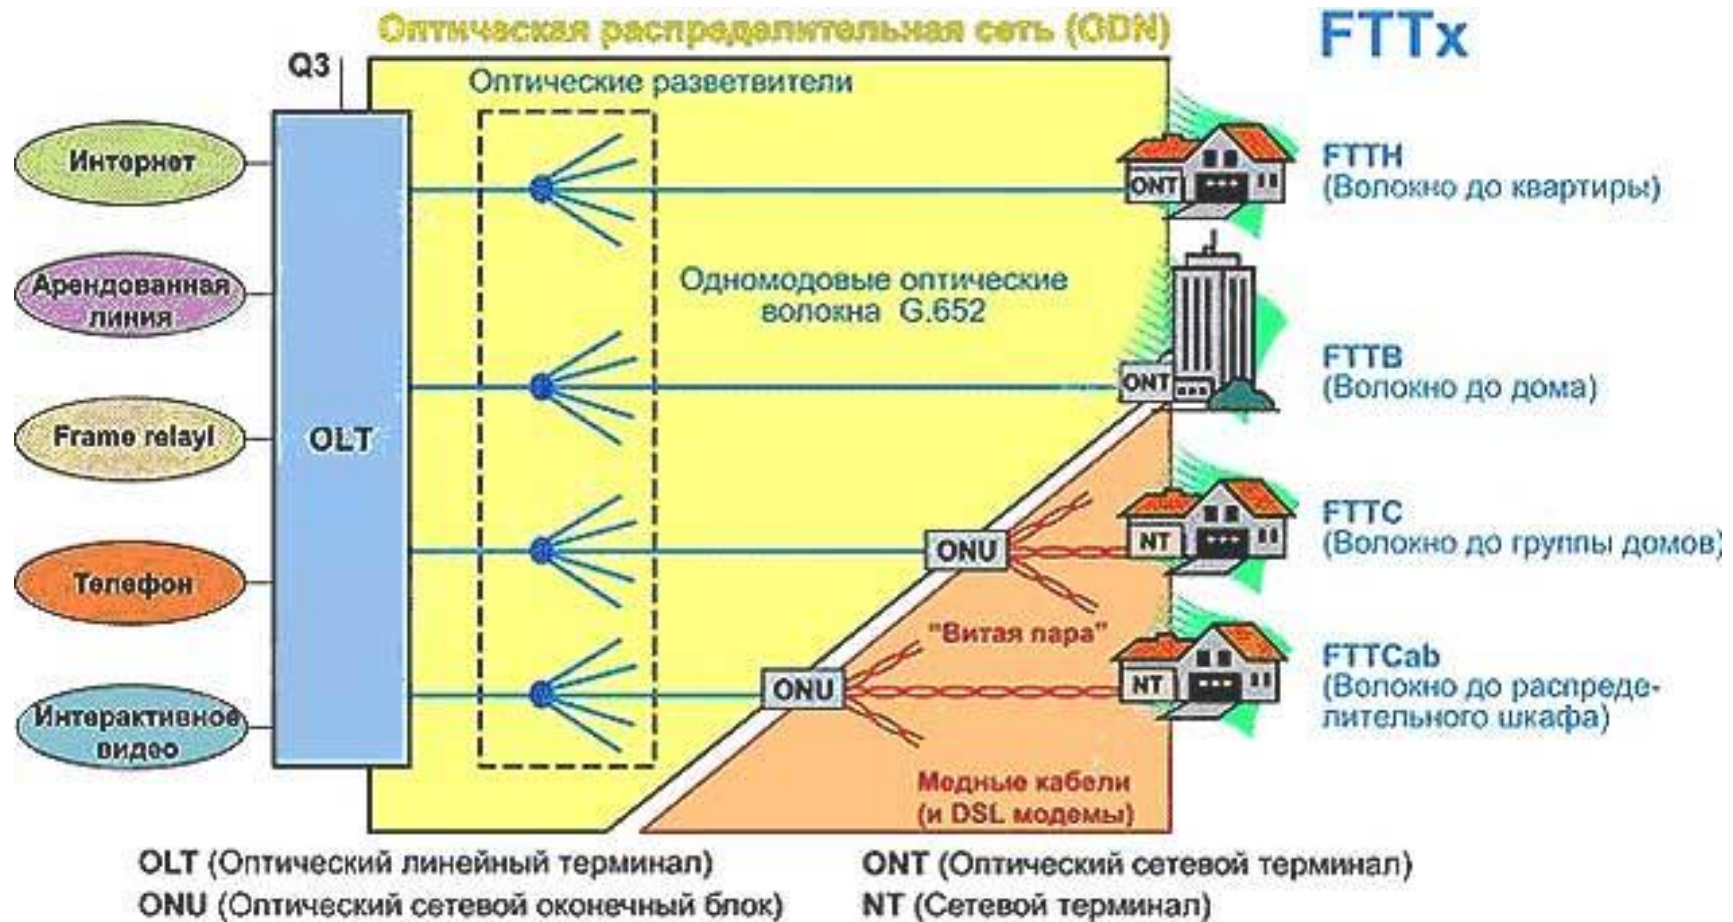 Оптическая распределительная сеть (ODN)
FTTx
Q3
Оптические разветвители
Интернет
Арендованная
линия
Frame relayl
Телефон
Интерактивное
видео
OLT
Одномодовые оптические
волокна G.652
ONT
FTTH
(Волокно до квартиры)
ONT
FTTB
(Волокно до дома)
ONU
NT
FTTC
(Волокно до группы домов)
"Витая пара"
ONU
NT
FTTCab
(Волокно до распреде-
лительного шкафа)
Медные кабели
(и DSL модемы)
OLT (Оптический линейный терминал)
ONT (Оптический сетевой терминал)
ONU (Оптический сетевой оконечный блок)
NT (Сетевой терминал)